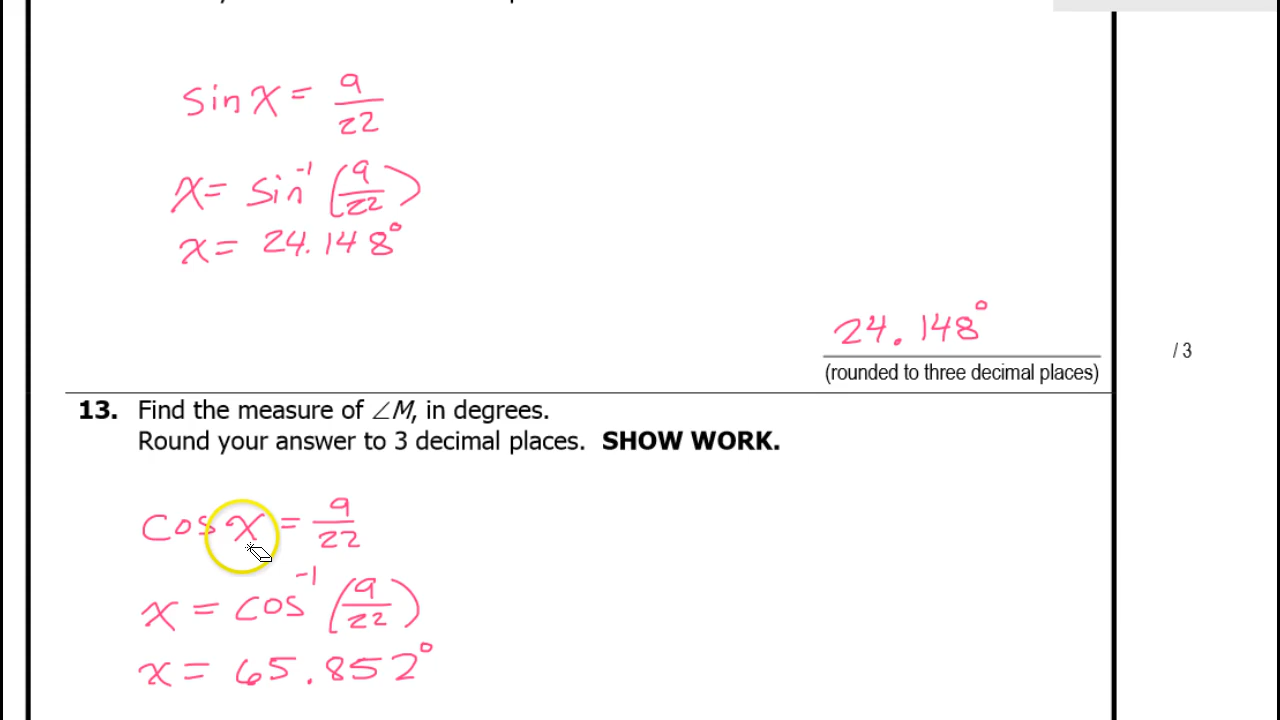 sin x = 9/22
x = sin⁻¹ (9/22)
x = 24.148°
24.148°
(rounded to three decimal places)
/ 3
13. Find the measure of ∠M, in degrees.
Round your answer to 3 decimal places. SHOW WORK.
cos x = 9/22
x = cos⁻¹ (9/22)
x = 65.852°